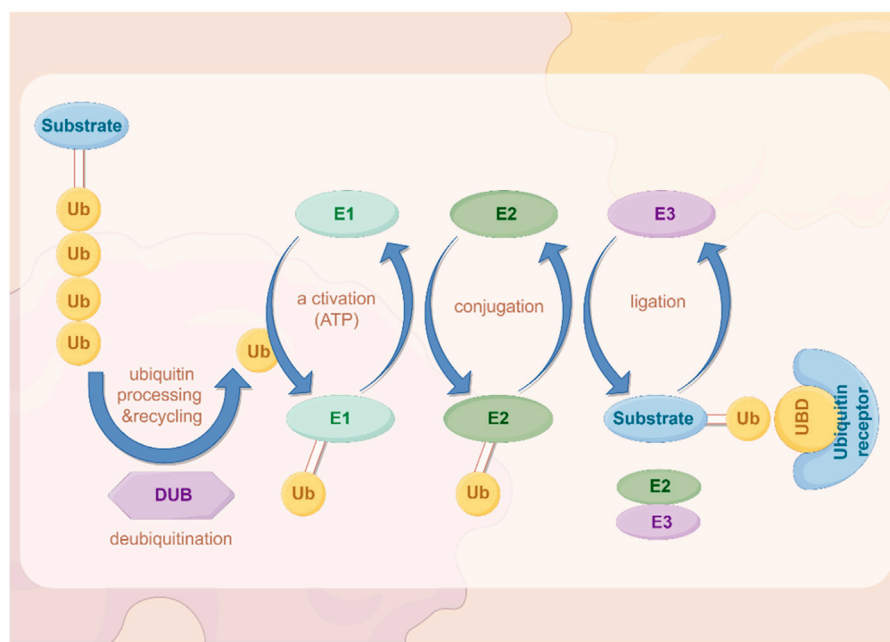 Substrate
Ub
Ub
Ub
Ub
ubiquitin
processing
&recycling
DUB
deubiquitination
Ub
E1
a ctivation
(ATP)
E1
Ub
E2
conjugation
E2
Ub
E3
ligation
Substrate
Ub
UBD
Ubiquitin
receptor
E2
E3